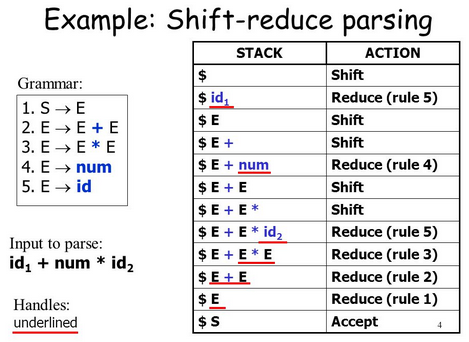 Example: Shift-reduce parsing
Grammar:
1. S → E
2. E → E + E
3. E → E * E
4. E → num
5. E → id
Input to parse:
id₁ + num * id₂
Handles:
underlined
STACK ACTION
$ Shift
$ id₁ Reduce (rule 5)
$ E Shift
$ E + Shift
$ E + num Reduce (rule 4)
$ E + E Shift
$ E + E * Shift
$ E + E * id₂ Reduce (rule 5)
$ E + E * E Reduce (rule 3)
$ E + E Reduce (rule 2)
$ E Reduce (rule 1)
$ S Accept
4